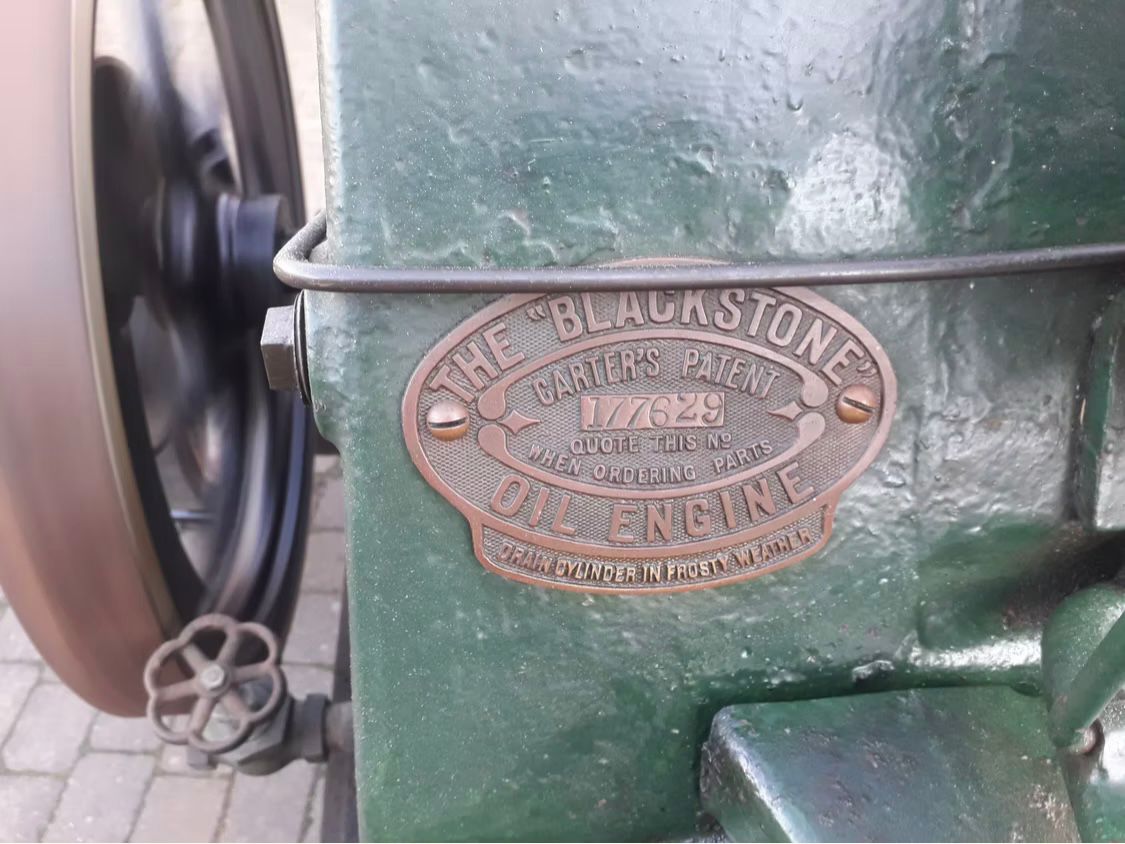 THE "BLACKSTONE"
CARTER'S PATENT
177629
QUOTE THIS No
WHEN ORDERING PARTS
OIL ENGINE
DRAIN CYLINDER IN FROSTY WEATHER